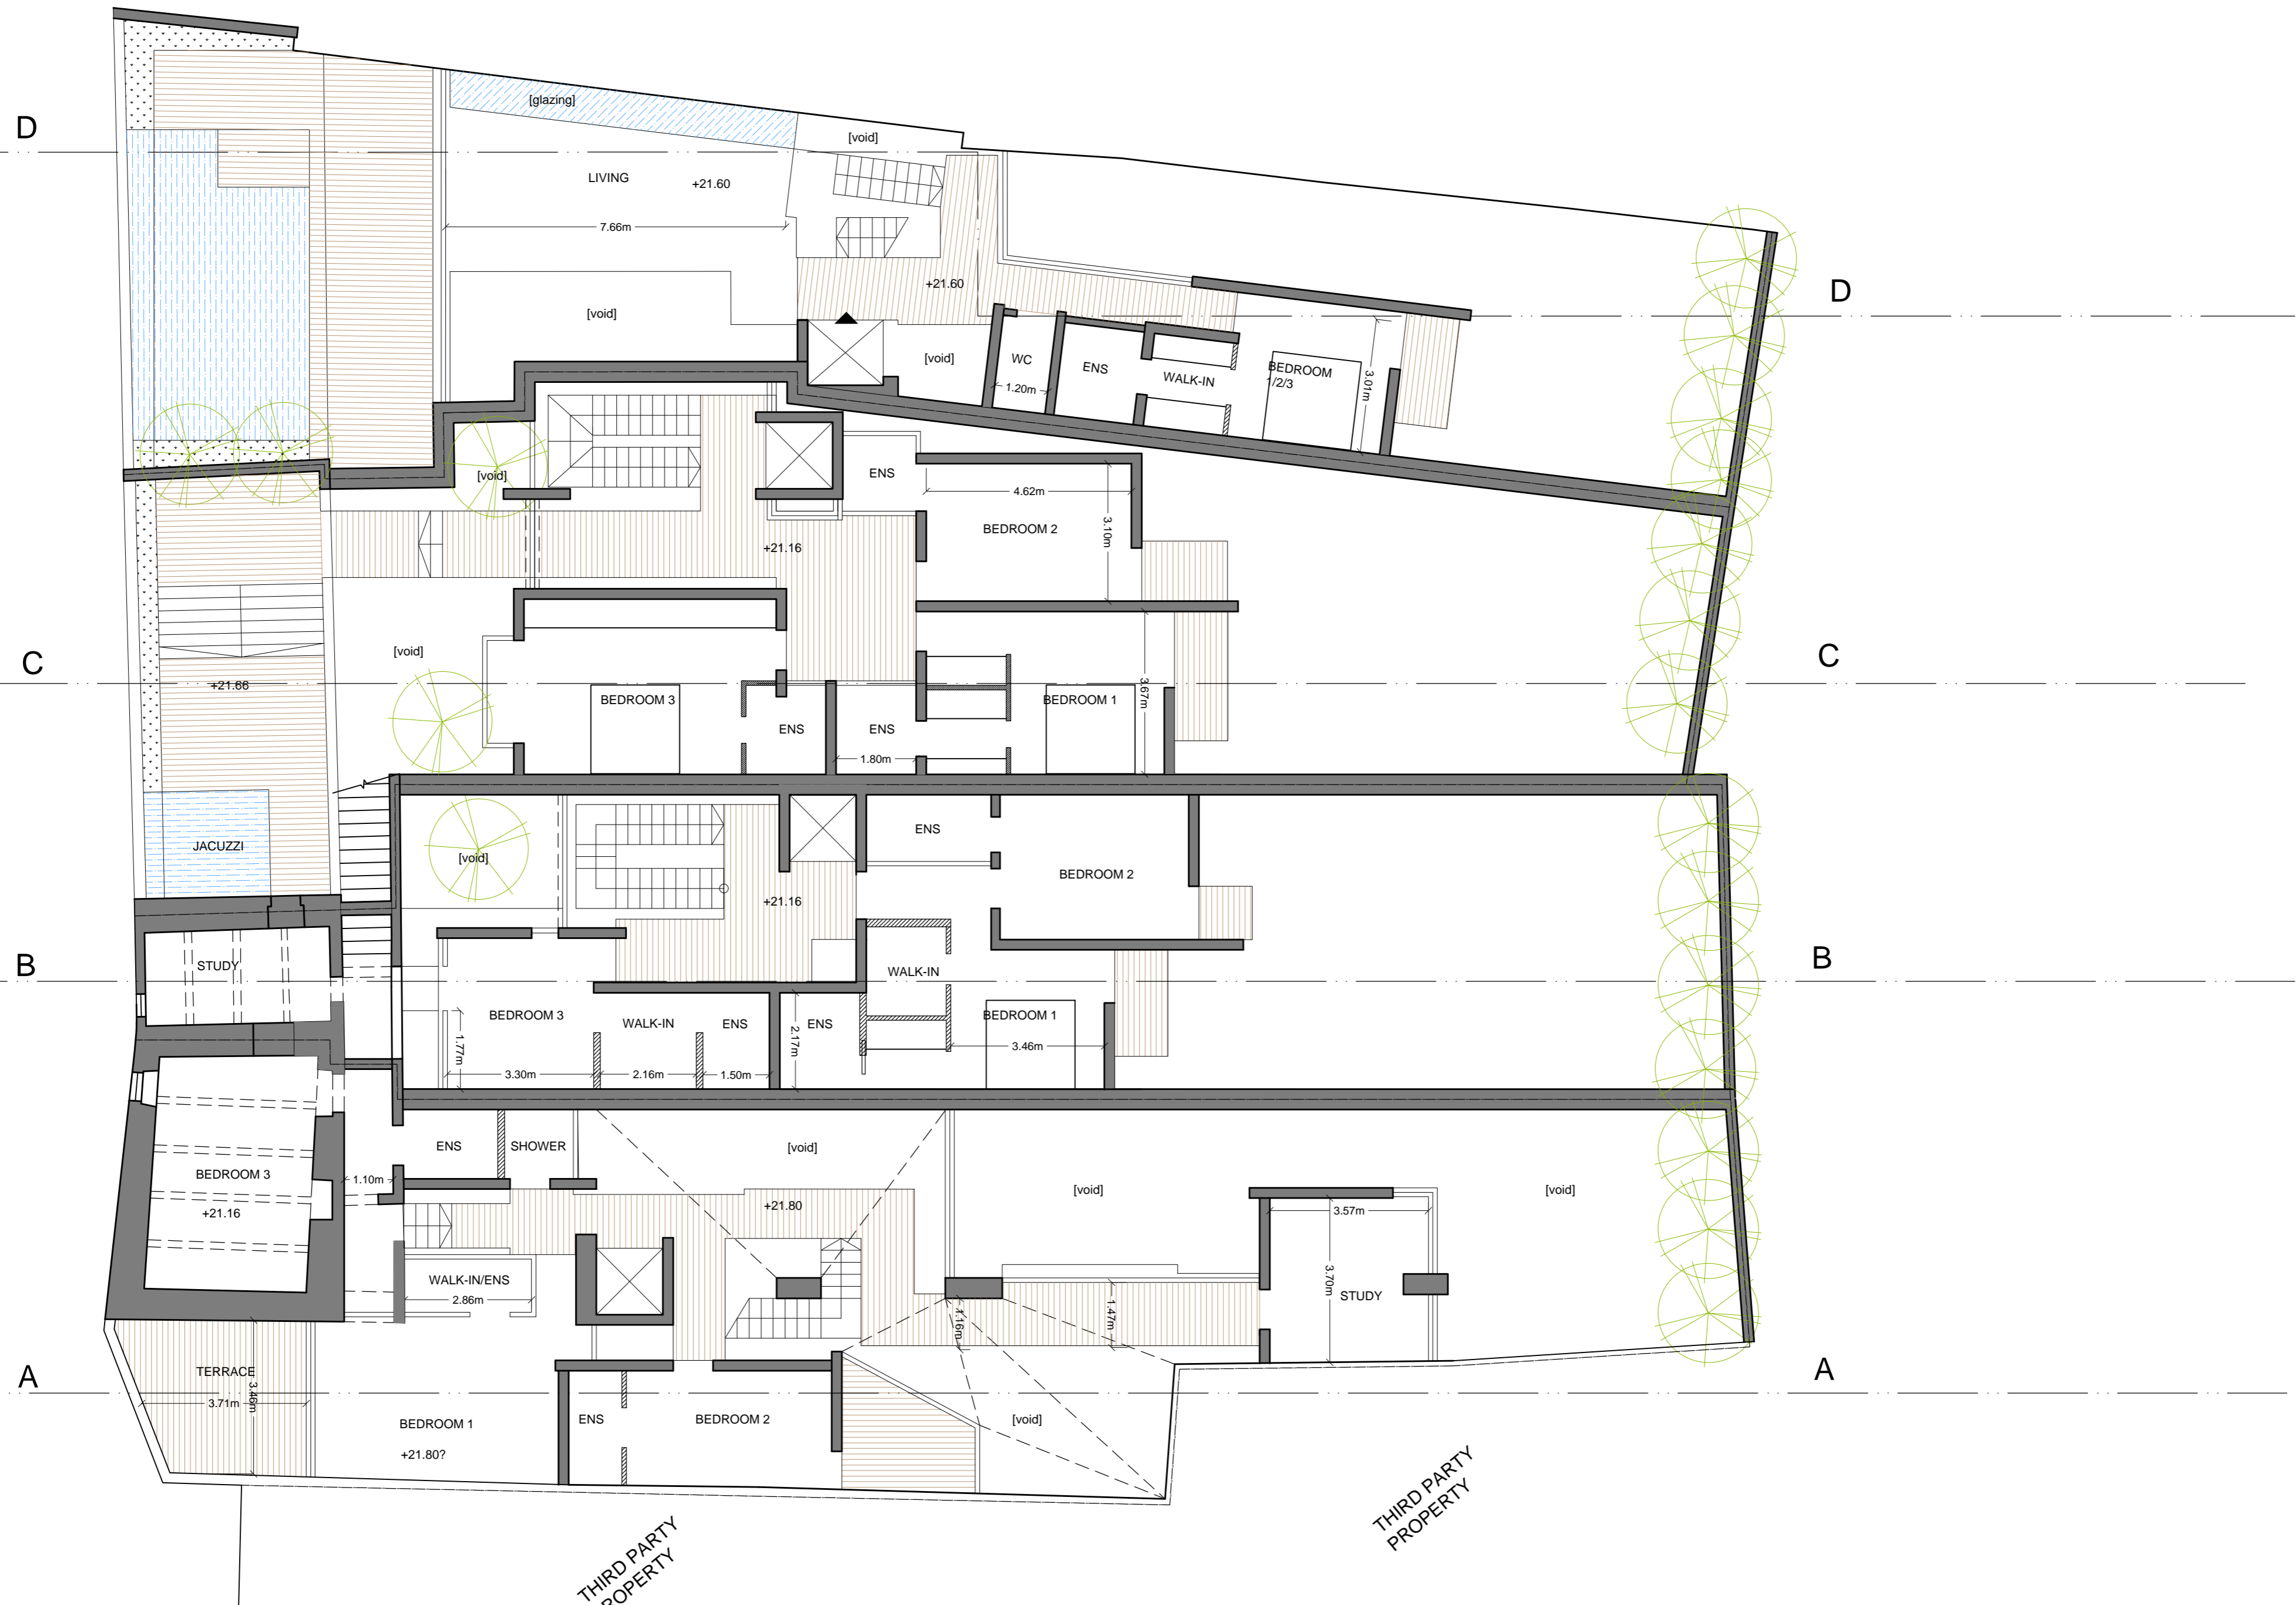 [glazing]
D
[void]
LIVING
+21.60
7.66m
+21.60
D
[void]
[void]
WC
ENS
WALK-IN
BEDROOM
1/2/3
1.20m
3.01m
[void]
ENS
4.62m
BEDROOM 2
3.10m
+21.16
C
[void]
C
+21.66
BEDROOM 3
ENS
ENS
1.80m
BEDROOM 1
3.67m
JACUZZI
[void]
ENS
BEDROOM 2
+21.16
B
STUDY
WALK-IN
B
BEDROOM 3
WALK-IN
ENS
ENS
BEDROOM 1
1.77m
2.17m
3.46m
3.30m
2.16m
1.50m
ENS
SHOWER
[void]
BEDROOM 3
1.10m
+21.16
+21.80
[void]
[void]
3.57m
WALK-IN/ENS
2.86m
3.70m
STUDY
1.16m
1.47m
A
TERRACE
3.46m
3.71m
A
BEDROOM 1
+21.80?
ENS
BEDROOM 2
[void]
THIRD PARTY
PROPERTY
THIRD PARTY
ROPERTY